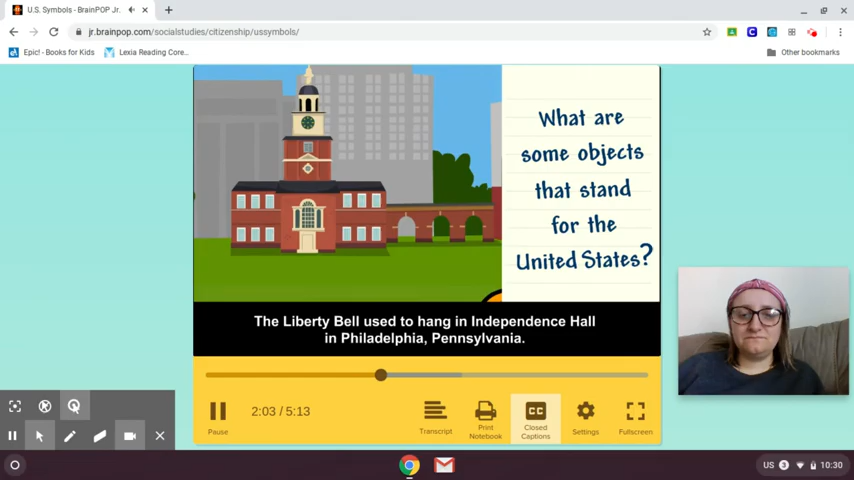 U.S. Symbols - BrainPOP Jr.
jr.brainpop.com/socialstudies/citizenship/ussymbols/
Epic! - Books for Kids
Lexia Reading Core...
Other bookmarks
What are
some objects
that stand
for the
United States?
The Liberty Bell used to hang in Independence Hall
in Philadelphia, Pennsylvania.
2:03 / 5:13
Pause
Transcript
Print
Notebook
CC
Closed
Captions
Settings
Fullscreen
US 3 10:30